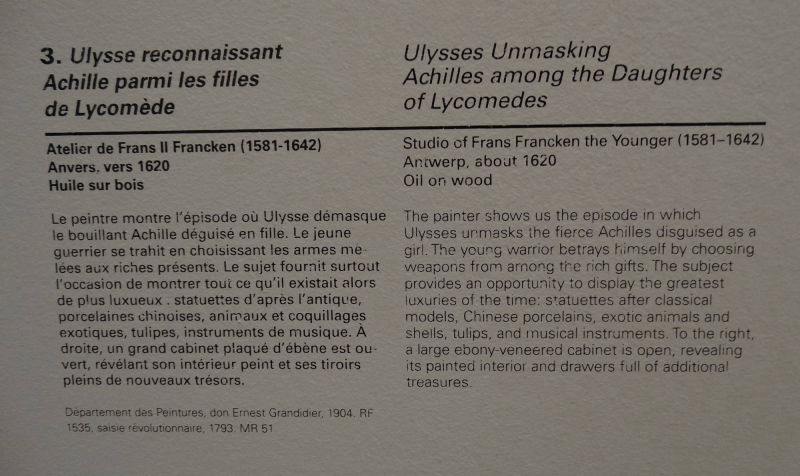 3. Ulysse reconnaissant
Achille parmi les filles
de Lycomède
Atelier de Frans II Francken (1581-1642)
Anvers, vers 1620
Huile sur bois
Le peintre montre l'épisode où Ulysse démasque
le bouillant Achille déguisé en fille. Le jeune
guerrier se trahit en choisissant les armes me-
lées aux riches présents. Le sujet fournit surtout
l'occasion de montrer tout ce qu'il existait alors
de plus luxueux : statuettes d'après l'antique,
porcelaines chinoises, animaux et coquillages
exotiques, tulipes, instruments de musique. À
droite, un grand cabinet plaqué d'ébène est ou-
vert, révélant son intérieur peint et ses tiroirs
pleins de nouveaux trésors.
Département des Peintures, don Ernest Grandidier, 1904. RF
1535, saisie révolutionnaire, 1793. MR 51
Ulysses Unmasking
Achilles among the Daughters
of Lycomedes
Studio of Frans Francken the Younger (1581–1642)
Antwerp, about 1620
Oil on wood
The painter shows us the episode in which
Ulysses unmasks the fierce Achilles disguised as a
girl. The young warrior betrays himself by choosing
weapons from among the rich gifts. The subject
provides an opportunity to display the greatest
luxuries of the time: statuettes after classical
models, Chinese porcelains, exotic animals and
shells, tulips, and musical instruments. To the right,
a large ebony-veneered cabinet is open, revealing
its painted interior and drawers full of additional
treasures.